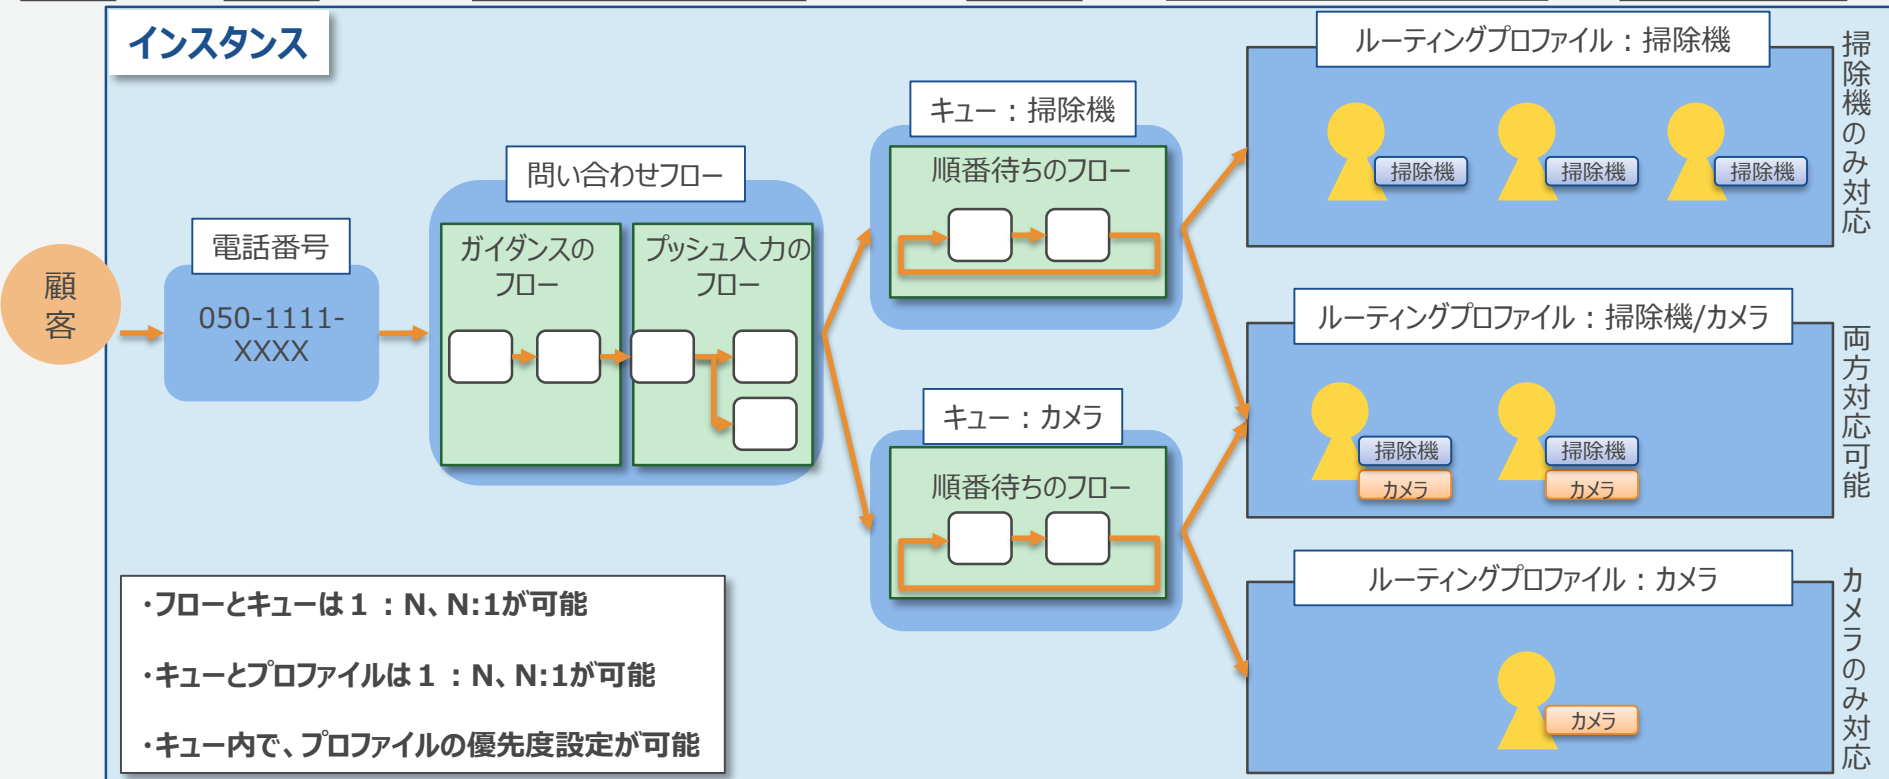 インスタンス
顧
客
電話番号
050-1111-
XXXX
問い合わせフロー
ガイダンスの
フロー
プッシュ入力の
フロー
キュー：掃除機
順番待ちのフロー
キュー：カメラ
順番待ちのフロー
ルーティングプロファイル：掃除機
掃除機
掃除機
掃除機
掃除機のみ対応
ルーティングプロファイル：掃除機/カメラ
掃除機
カメラ
掃除機
カメラ
両方対応可能
ルーティングプロファイル：カメラ
カメラ
カメラのみ対応
・フローとキューは１：N、N:1が可能
・キューとプロファイルは１：N、N:1が可能
・キュー内で、プロファイルの優先度設定が可能